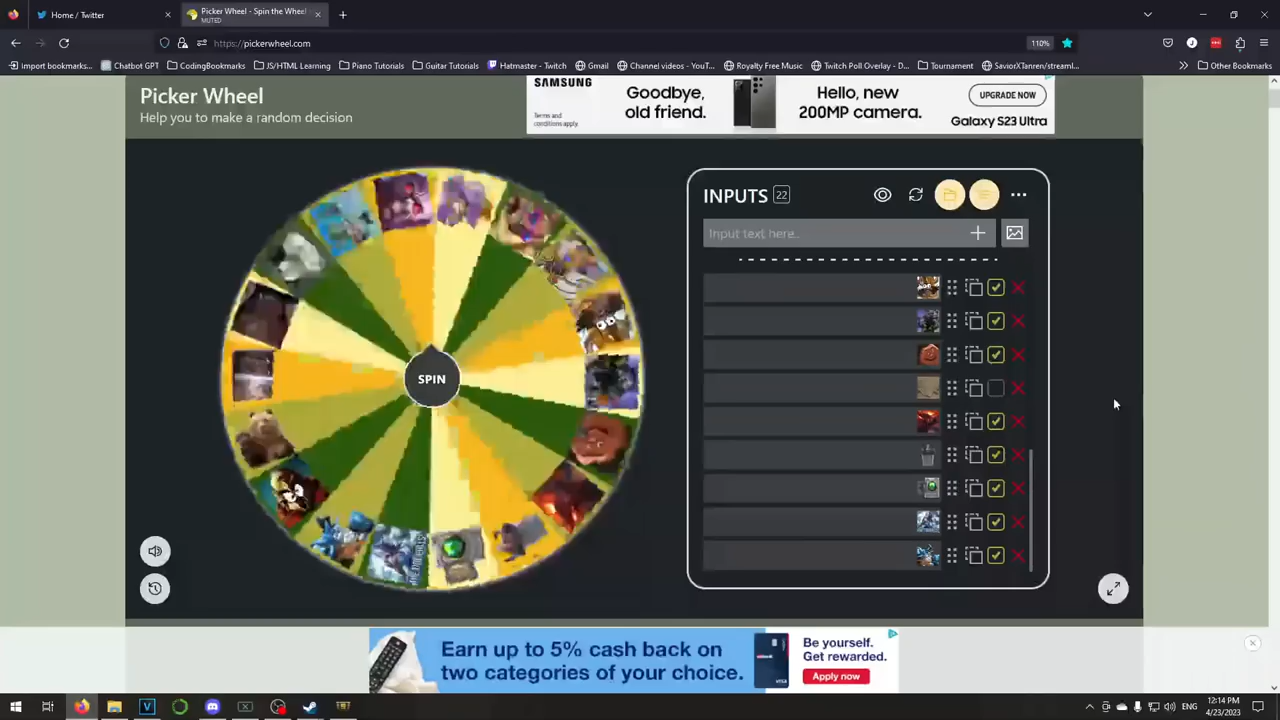 Home / Twitter
Picker Wheel - Spin the Wheel
MUTED
https://pickerwheel.com
110%
Import bookmarks...
Chatbot GPT
CodingBookmarks
JS/HTML Learning
Piano Tutorials
Guitar Tutorials
Hatmaster - Twitch
Gmail
Channel videos - YouT...
Royalty Free Music
Twitch Poll Overlay - D...
Tournament
SaviorXTanren/streaml...
Other Bookmarks
Picker Wheel
Help you to make a random decision
SAMSUNG
Terms and
conditions apply.
Goodbye,
old friend.
Hello, new
200MP camera.
UPGRADE NOW
Galaxy S23 Ultra
INPUTS 22
Input text here...
SPIN
Earn up to 5% cash back on
two categories of your choice.
Be yourself.
Get rewarded.
Apply now
ENG
12:14 PM
4/23/2023